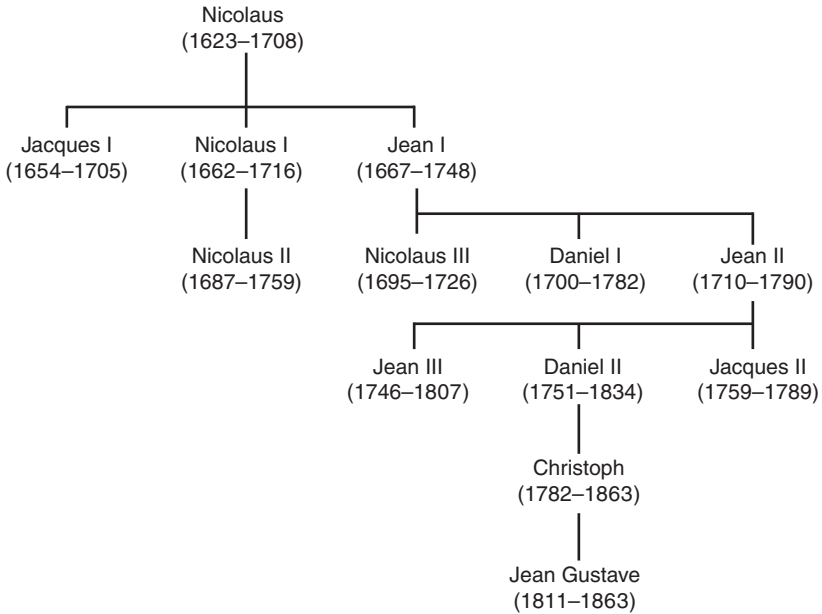 Nicolaus
(1623–1708)
Jacques I
(1654–1705)
Nicolaus I
(1662–1716)
Jean I
(1667–1748)
Nicolaus II
(1687–1759)
Nicolaus III
(1695–1726)
Daniel I
(1700–1782)
Jean II
(1710–1790)
Jean III
(1746–1807)
Daniel II
(1751–1834)
Jacques II
(1759–1789)
Christoph
(1782–1863)
Jean Gustave
(1811–1863)